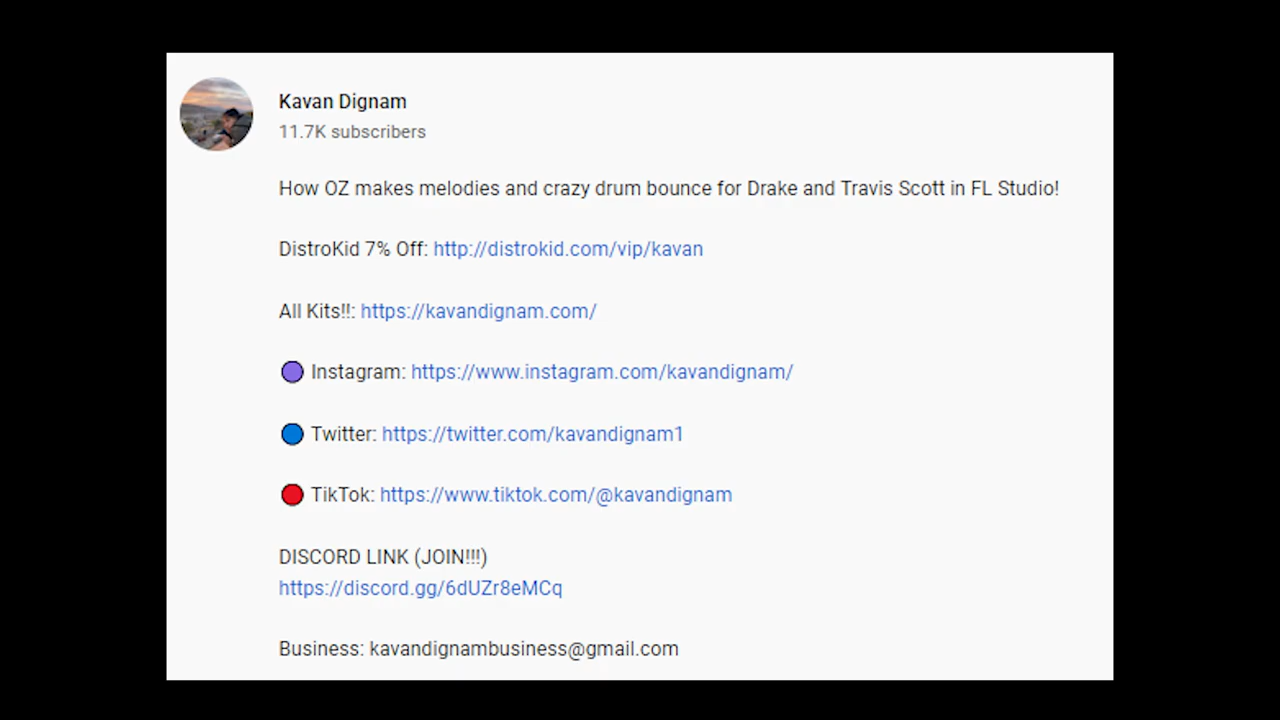 Kavan Dignam
11.7K subscribers
How OZ makes melodies and crazy drum bounce for Drake and Travis Scott in FL Studio!
DistroKid 7% Off: http://distrokid.com/vip/kavan
All Kits!!: https://kavandignam.com/
Instagram: https://www.instagram.com/kavandignam/
Twitter: https://twitter.com/kavandignam1
TikTok: https://www.tiktok.com/@kavandignam
DISCORD LINK (JOIN!!!)
https://discord.gg/6dUZr8eMCq
Business: kavandignambusiness@gmail.com